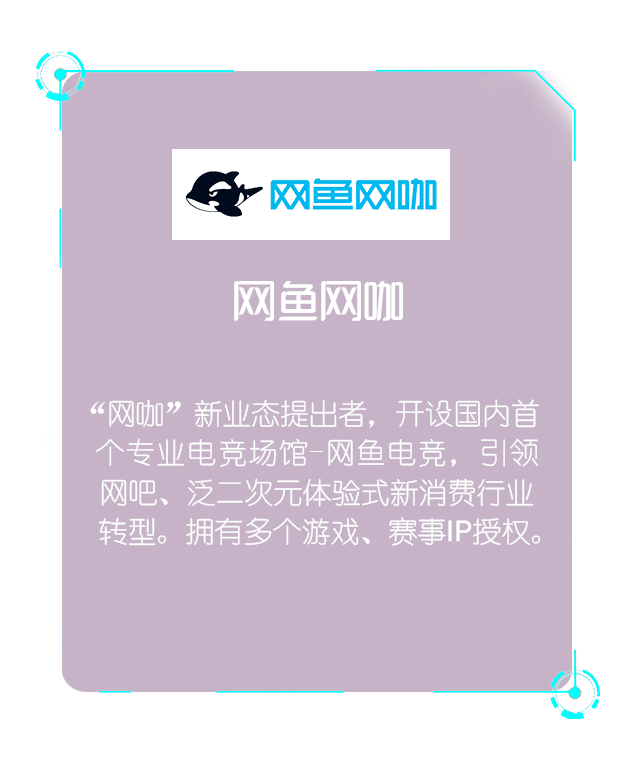 网鱼网咖
网鱼网咖
“网咖”新业态提出者，开设国内首
个专业电竞场馆-网鱼电竞，引领
网吧、泛二次元体验式新消费行业
转型。拥有多个游戏、赛事IP授权。